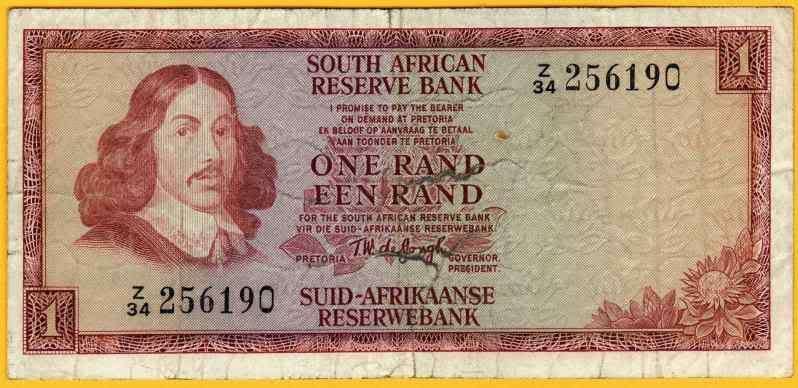 SOUTH AFRICAN
RESERVE BANK
Z/34 256190
1
I PROMISE TO PAY THE BEARER
ON DEMAND AT PRETORIA
EK BELOOF OP AANVRAAG TE BETAAL
AAN TOONDER TE PRETORIA
ONE RAND
EEN RAND
FOR THE SOUTH AFRICAN RESERVE BANK
VIR DIE SUID-AFRIKAANSE RESERWEBANK
T.W. de Jongh
PRETORIA GOVERNOR.
PRESIDENT.
1
Z/34 256190
SUID-AFRIKAANSE
RESERWEBANK